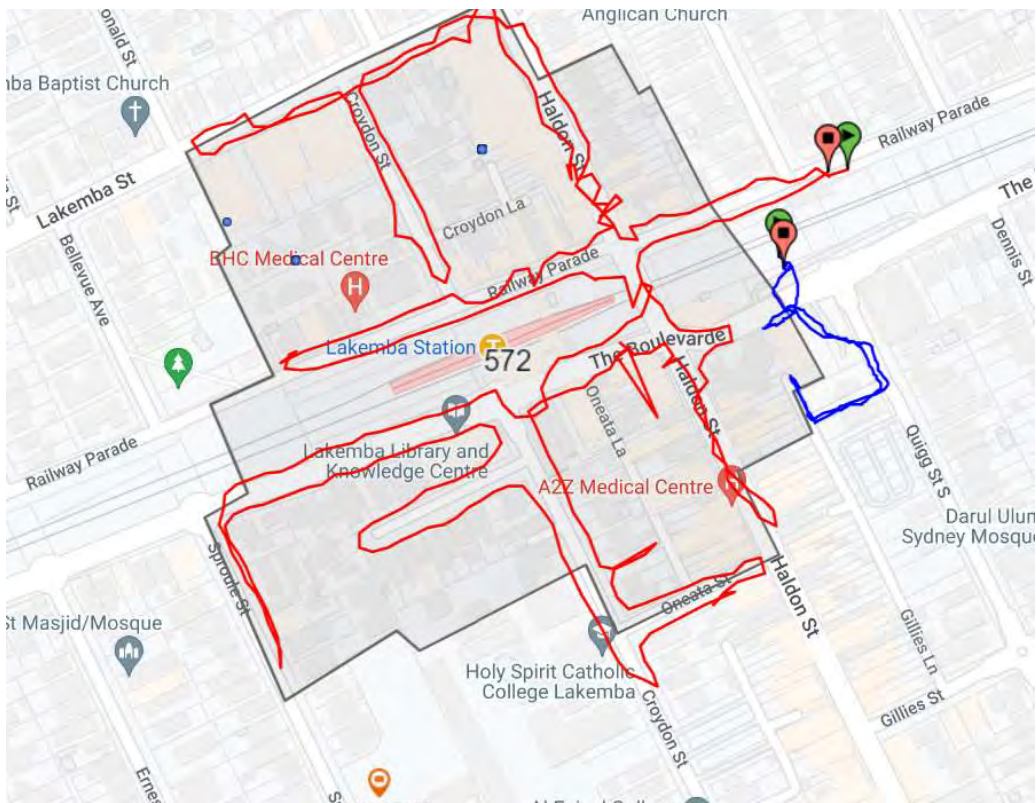 Anglican Church
onald St
nba Baptist Church
Croydon St
Haldon St
Railway Parade
Lakemba St
The
Croydon La
Dennis St
Bellevue Ave
BHC Medical Centre
H
Railway Parade
Lakemba Station
572
The Boulevarde
Haldon St
Oneata La
Quigg St S
Lakemba Library and
Knowledge Centre
Railway Parade
A2Z Medical Centre
Darul Ulum
Sydney Mosque
Sproule St
Haldon St
Oneata St
St Masjid/Mosque
Gillies Ln
Holy Spirit Catholic
College Lakemba
Croydon St
Gillies St